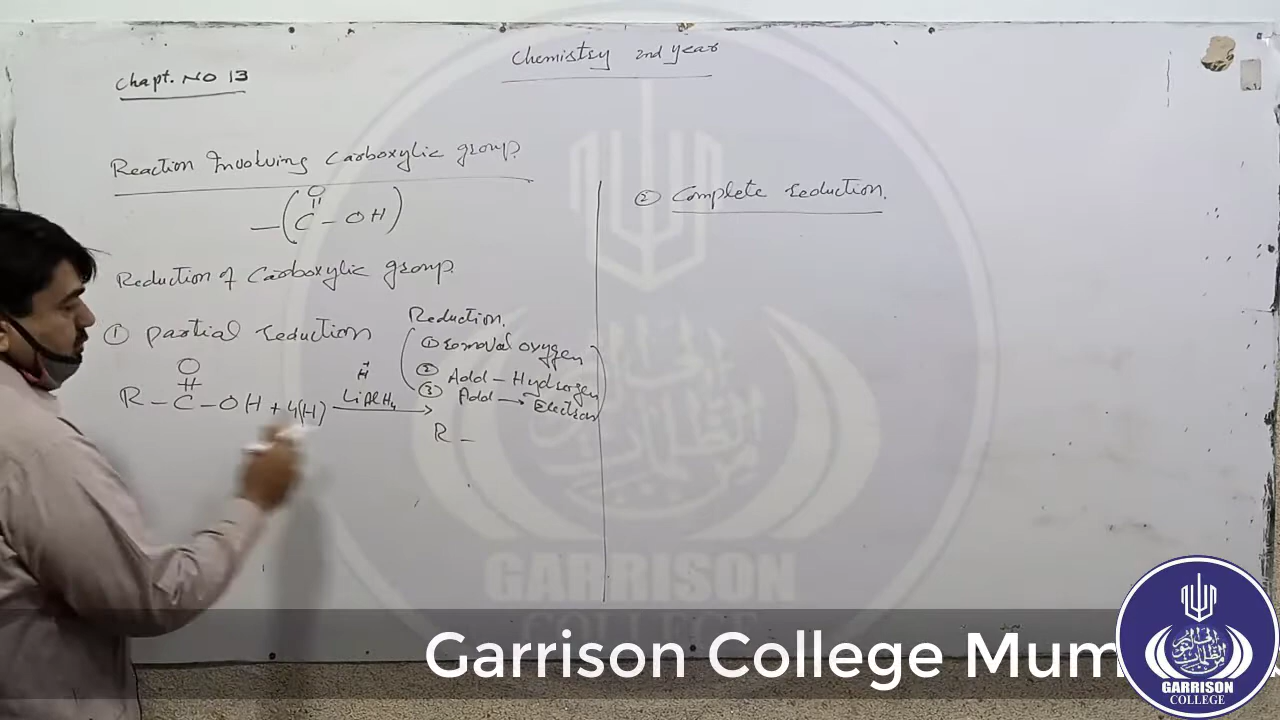 Chemistry 2nd year
Chapt. NO 13
Reaction Involving Carboxylic group.
O
-(C - OH)
Reduction of Carboxylic group.
① Partial reduction
Reduction.
① removal oxygen
② Add - Hydrogen
③ Add → Electron
O
R - C - OH + 4(H)
LiAlH4
R -
② Complete reduction.
GARRISON
COLLEGE
Garrison College Mum
GARRISON
COLLEGE